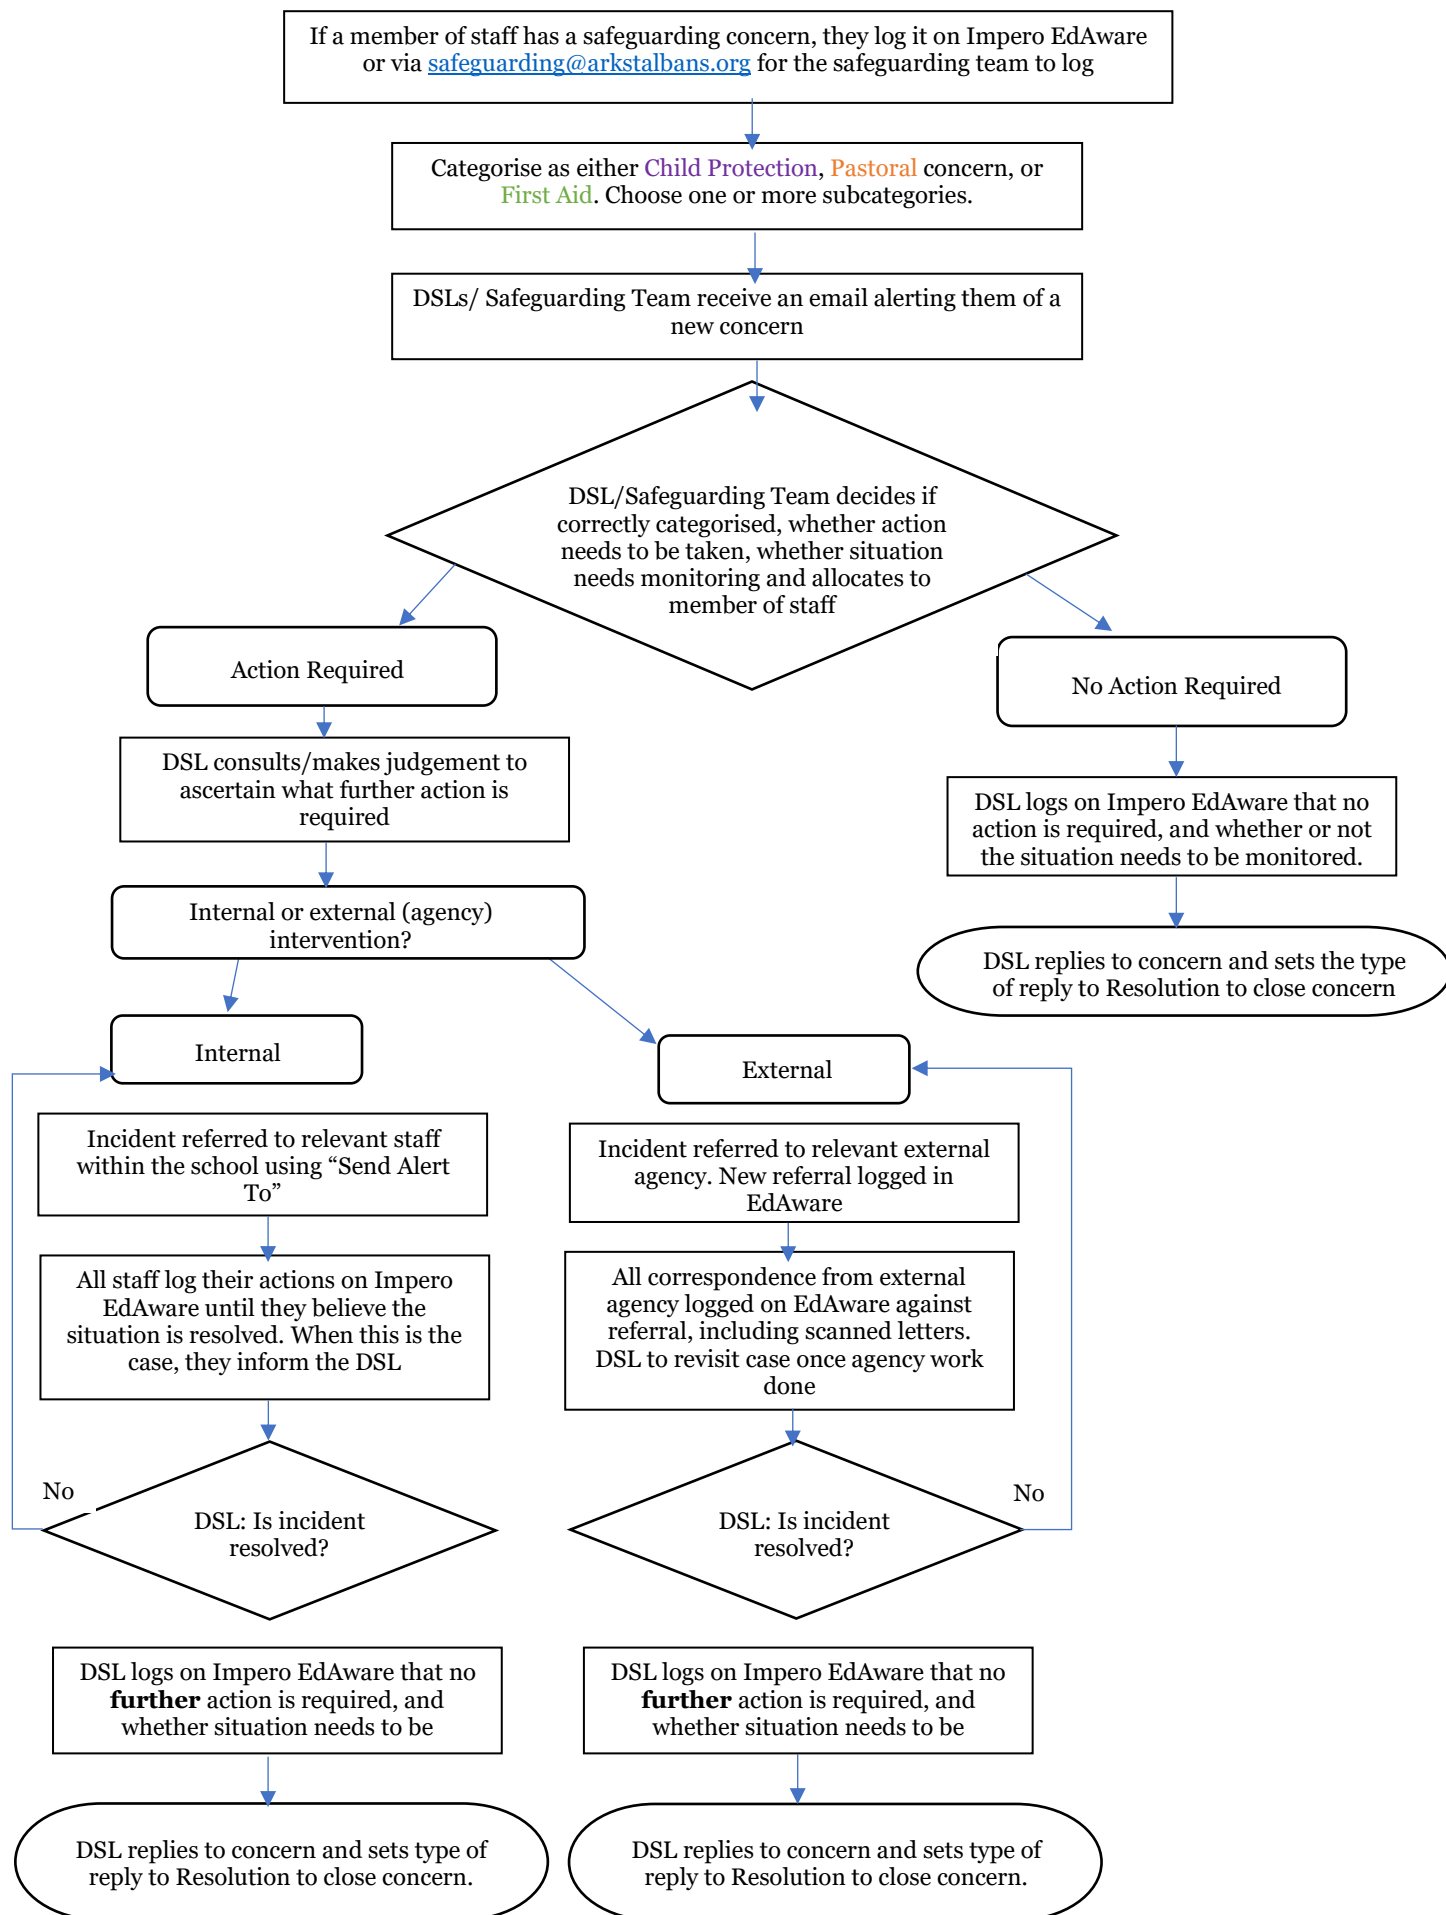 If a member of staff has a safeguarding concern, they log it on Impero EdAware
or via safeguarding@arkstalbans.org for the safeguarding team to log
Categorise as either Child Protection, Pastoral concern, or
First Aid. Choose one or more subcategories.
DSLs/ Safeguarding Team receive an email alerting them of a
new concern
DSL/Safeguarding Team decides if
correctly categorised, whether action
needs to be taken, whether situation
needs monitoring and allocates to
member of staff
Action Required
No Action Required
DSL consults/makes judgement to
ascertain what further action is
required
DSL logs on Impero EdAware that no
action is required, and whether or not
the situation needs to be monitored.
Internal or external (agency)
intervention?
DSL replies to concern and sets the type
of reply to Resolution to close concern
Internal
External
Incident referred to relevant staff
within the school using “Send Alert
To”
Incident referred to relevant external
agency. New referral logged in
EdAware
All staff log their actions on Impero
EdAware until they believe the
situation is resolved. When this is the
case, they inform the DSL
All correspondence from external
agency logged on EdAware against
referral, including scanned letters.
DSL to revisit case once agency work
done
No
DSL: Is incident
resolved?
No
DSL: Is incident
resolved?
DSL logs on Impero EdAware that no
further action is required, and
whether situation needs to be
DSL logs on Impero EdAware that no
further action is required, and
whether situation needs to be
DSL replies to concern and sets type of
reply to Resolution to close concern.
DSL replies to concern and sets type of
reply to Resolution to close concern.